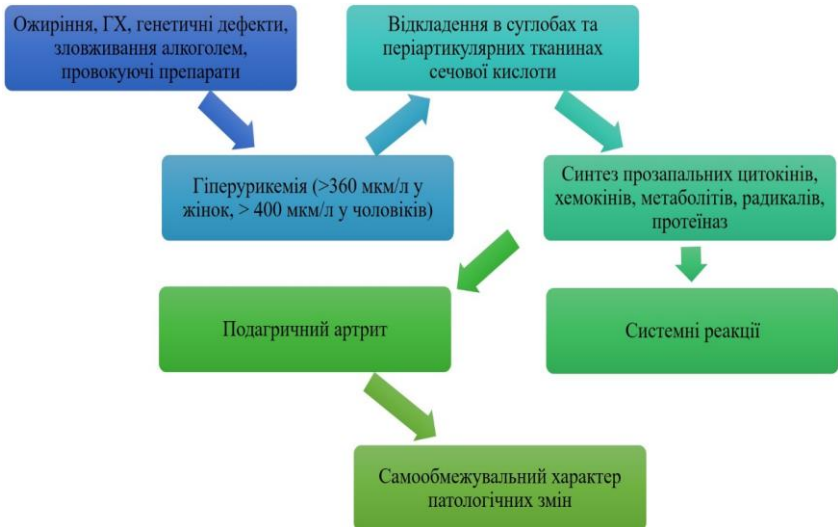 Ожиріння, ГХ, генетичні дефекти,
зловживання алкоголем,
провокуючі препарати
Відкладення в суглобах та
періартикулярних тканинах
сечової кислоти
Гіперурикемія (>360 мкм/л у
жінок, > 400 мкм/л у чоловіків)
Синтез прозапальних цитокінів,
хемокінів, метаболітів, радикалів,
протеїназ
Подагричний артрит
Системні реакції
Самообмежувальний характер
патологічних змін